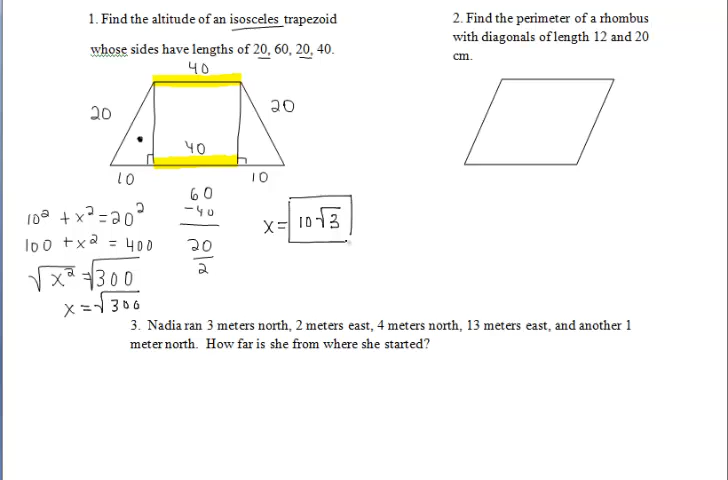 1. Find the altitude of an isosceles trapezoid
whose sides have lengths of 20, 60, 20, 40.
40
20
20
40
10
10
10² + x² = 20²
100 + x² = 400
√x² = √300
x = √300
60
-40
20
2
x = 10√3
2. Find the perimeter of a rhombus
with diagonals of length 12 and 20
cm.
3. Nadia ran 3 meters north, 2 meters east, 4 meters north, 13 meters east, and another 1
meter north. How far is she from where she started?